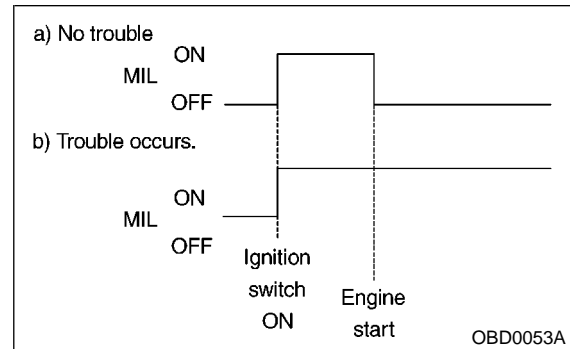 a) No trouble
ON
MIL
OFF
b) Trouble occurs.
ON
MIL
OFF
Ignition
switch
ON
Engine
start
OBD0053A